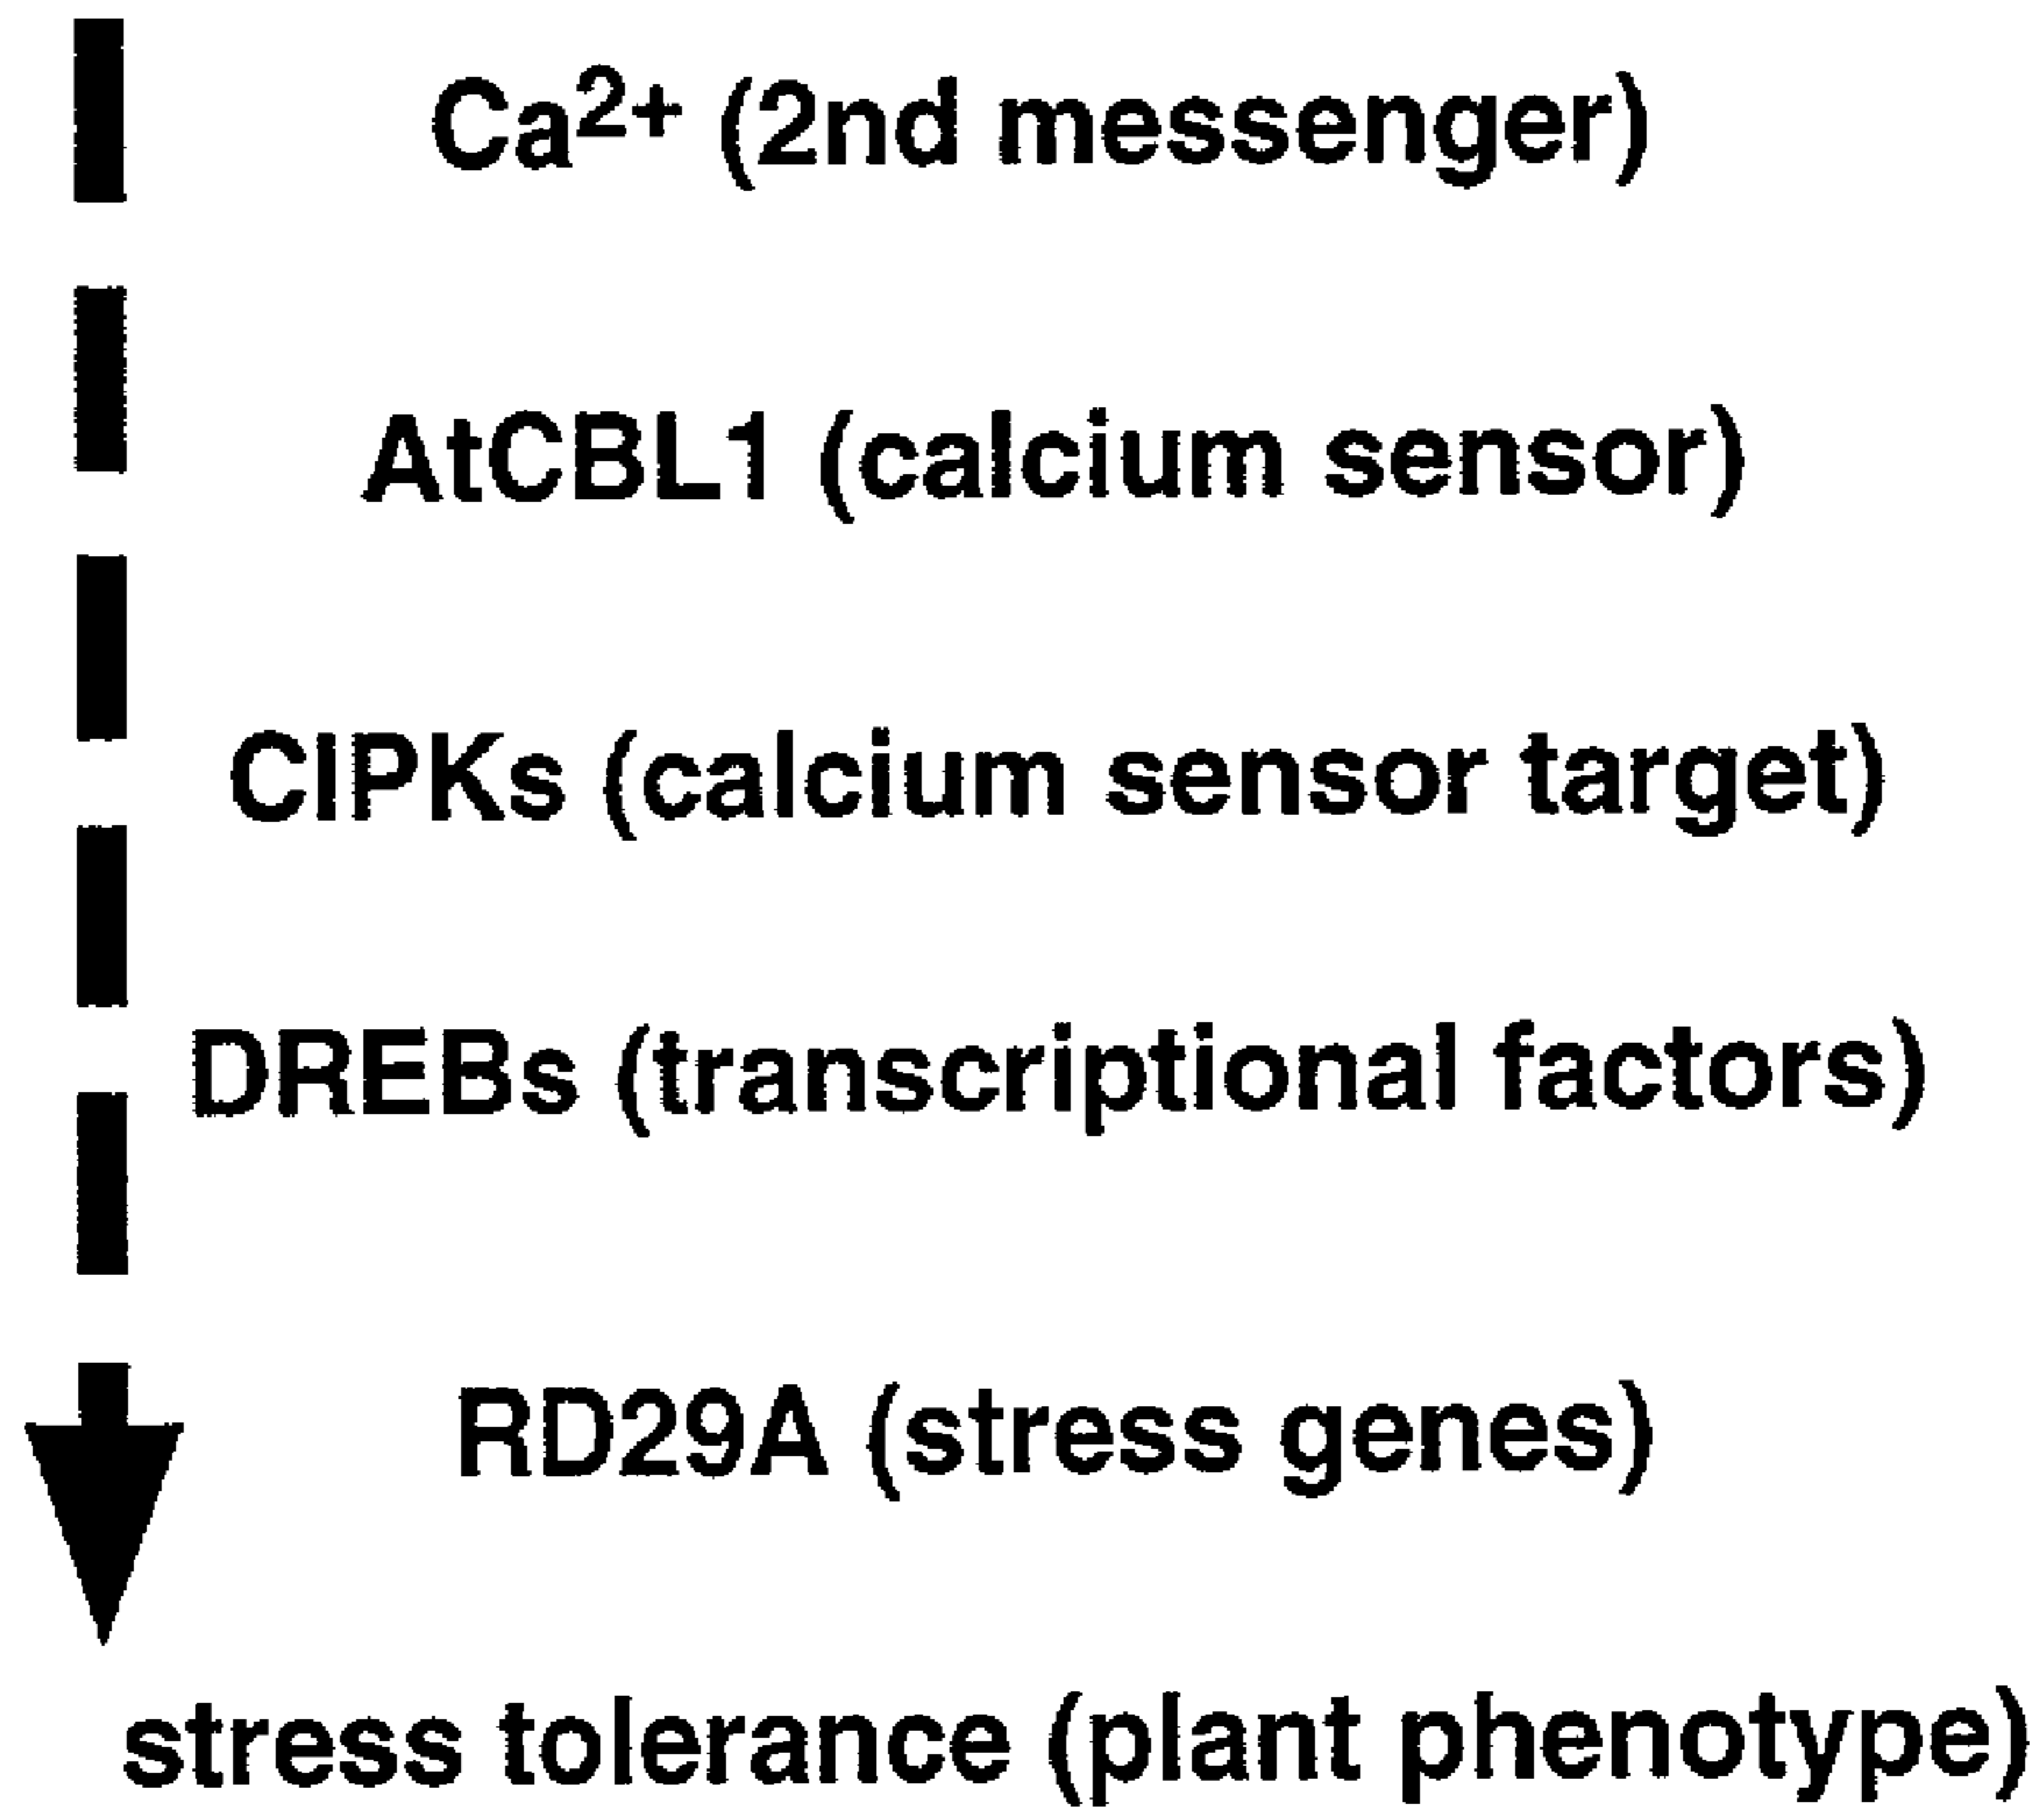 Ca2+ (2nd messenger)
AtCBL1 (calcium sensor)
CIPKs (calcium sensor target)
DREBs (transcriptional factors)
RD29A (stress genes)
stress tolerance (plant phenotype)